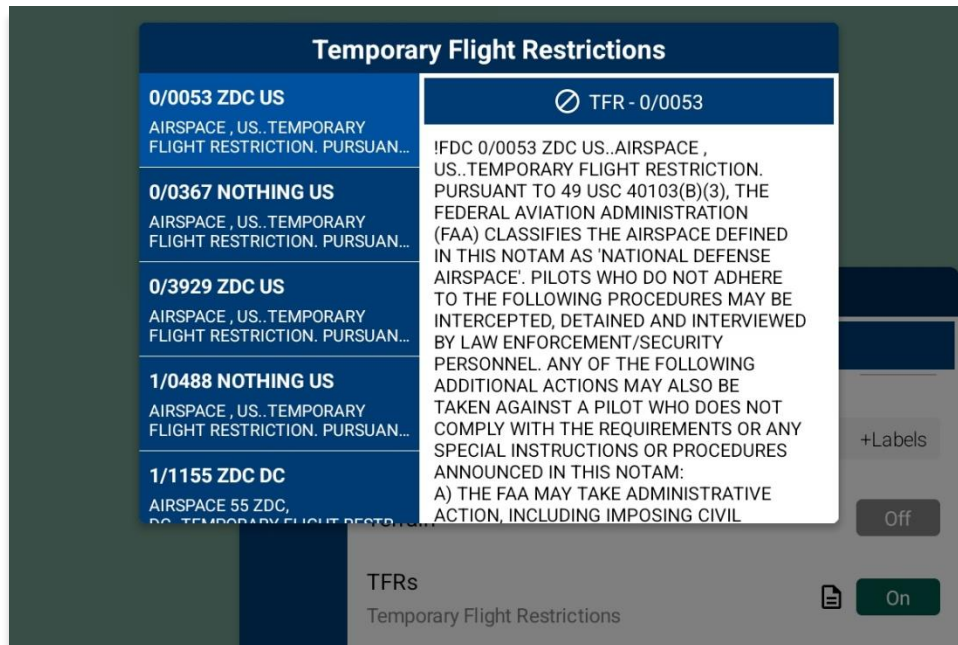 Temporary Flight Restrictions
0/0053 ZDC US
AIRSPACE , US..TEMPORARY
FLIGHT RESTRICTION. PURSUAN...
0/0367 NOTHING US
AIRSPACE , US..TEMPORARY
FLIGHT RESTRICTION. PURSUAN...
0/3929 ZDC US
AIRSPACE , US..TEMPORARY
FLIGHT RESTRICTION. PURSUAN...
1/0488 NOTHING US
AIRSPACE , US..TEMPORARY
FLIGHT RESTRICTION. PURSUAN...
1/1155 ZDC DC
AIRSPACE 55 ZDC,
DC..TEMPORARY FLIGHT RESTR
TFR - 0/0053
!FDC 0/0053 ZDC US..AIRSPACE ,
US..TEMPORARY FLIGHT RESTRICTION.
PURSUANT TO 49 USC 40103(B)(3), THE
FEDERAL AVIATION ADMINISTRATION
(FAA) CLASSIFIES THE AIRSPACE DEFINED
IN THIS NOTAM AS 'NATIONAL DEFENSE
AIRSPACE'. PILOTS WHO DO NOT ADHERE
TO THE FOLLOWING PROCEDURES MAY BE
INTERCEPTED, DETAINED AND INTERVIEWED
BY LAW ENFORCEMENT/SECURITY
PERSONNEL. ANY OF THE FOLLOWING
ADDITIONAL ACTIONS MAY ALSO BE
TAKEN AGAINST A PILOT WHO DOES NOT
COMPLY WITH THE REQUIREMENTS OR ANY
SPECIAL INSTRUCTIONS OR PROCEDURES
ANNOUNCED IN THIS NOTAM:
A) THE FAA MAY TAKE ADMINISTRATIVE
ACTION, INCLUDING IMPOSING CIVIL
+Labels
Off
TFRs
Temporary Flight Restrictions
On